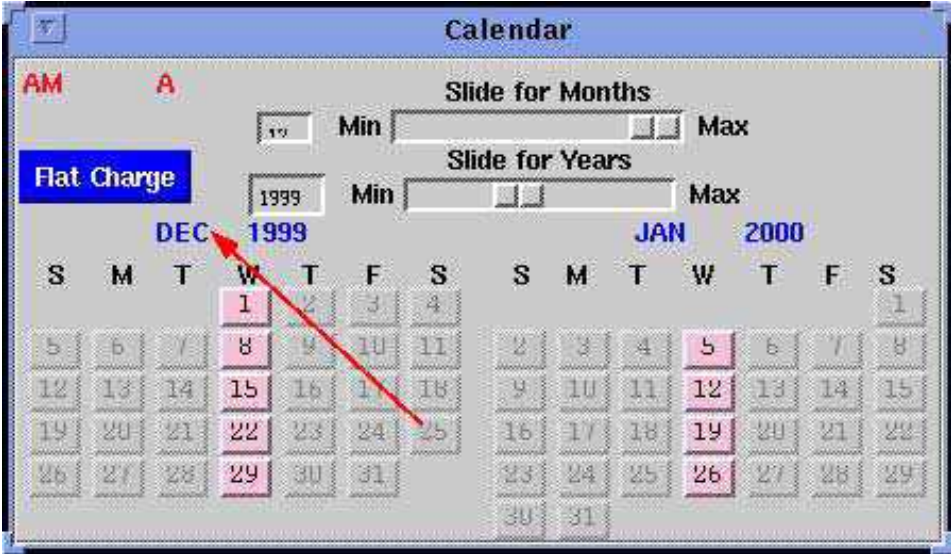 Calendar
AM A
Slide for Months
Min Max
Flat Charge
Slide for Years
1999 Min Max
DEC 1999 JAN 2000
S M T W T F S S M T W T F S
1 2 3 4 1
5 6 7 8 9 10 11 2 3 4 5 6 7 8
12 13 14 15 16 17 18 9 10 11 12 13 14 15
19 20 21 22 23 24 25 16 17 18 19 20 21 22
26 27 28 29 30 31 23 24 25 26 27 28 29
30 31